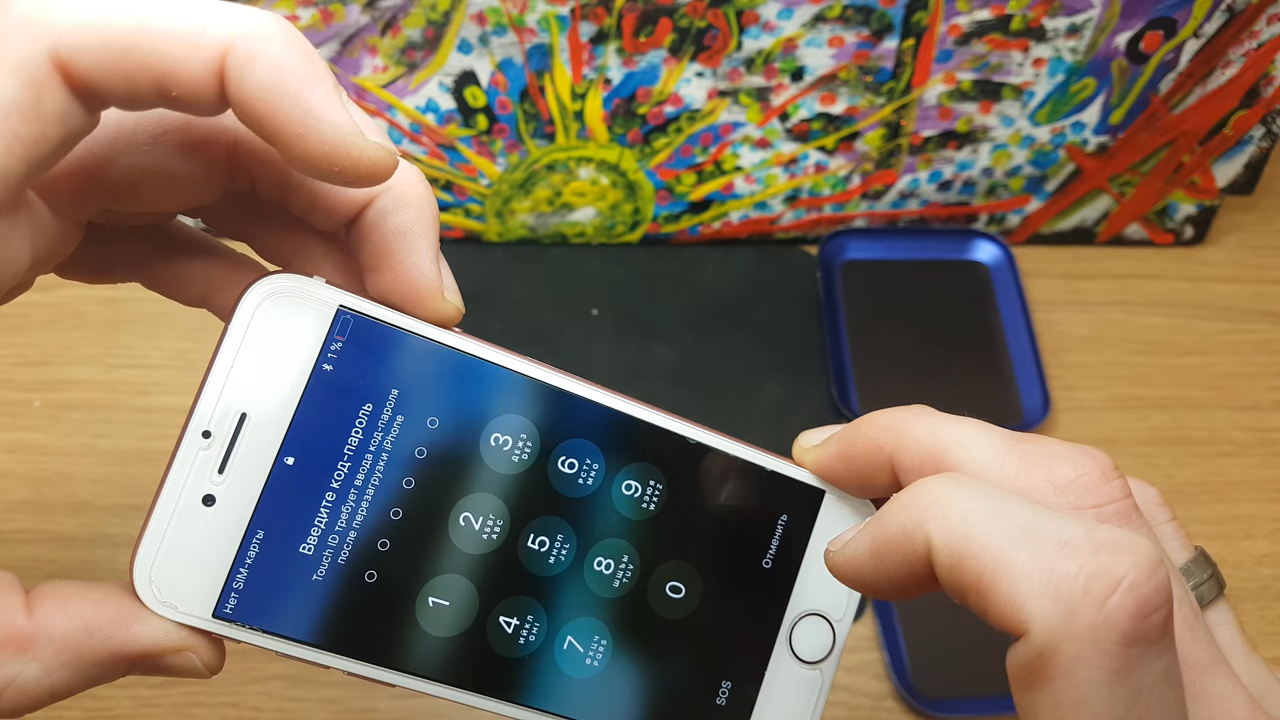 Нет SIM-карты
1 %
Введите код-пароль
Touch ID требует ввода код-пароля
после перезагрузки iPhone
1
2
АБВГ
ABC
3
ДЕЖЗ
DEF
4
ИЙКЛ
GHI
5
МНОП
JKL
6
РСТУ
MNO
7
ФХЦЧ
PQRS
8
ШЩЪЫ
TUV
9
ЬЭЮЯ
WXYZ
0
SOS
Отменить